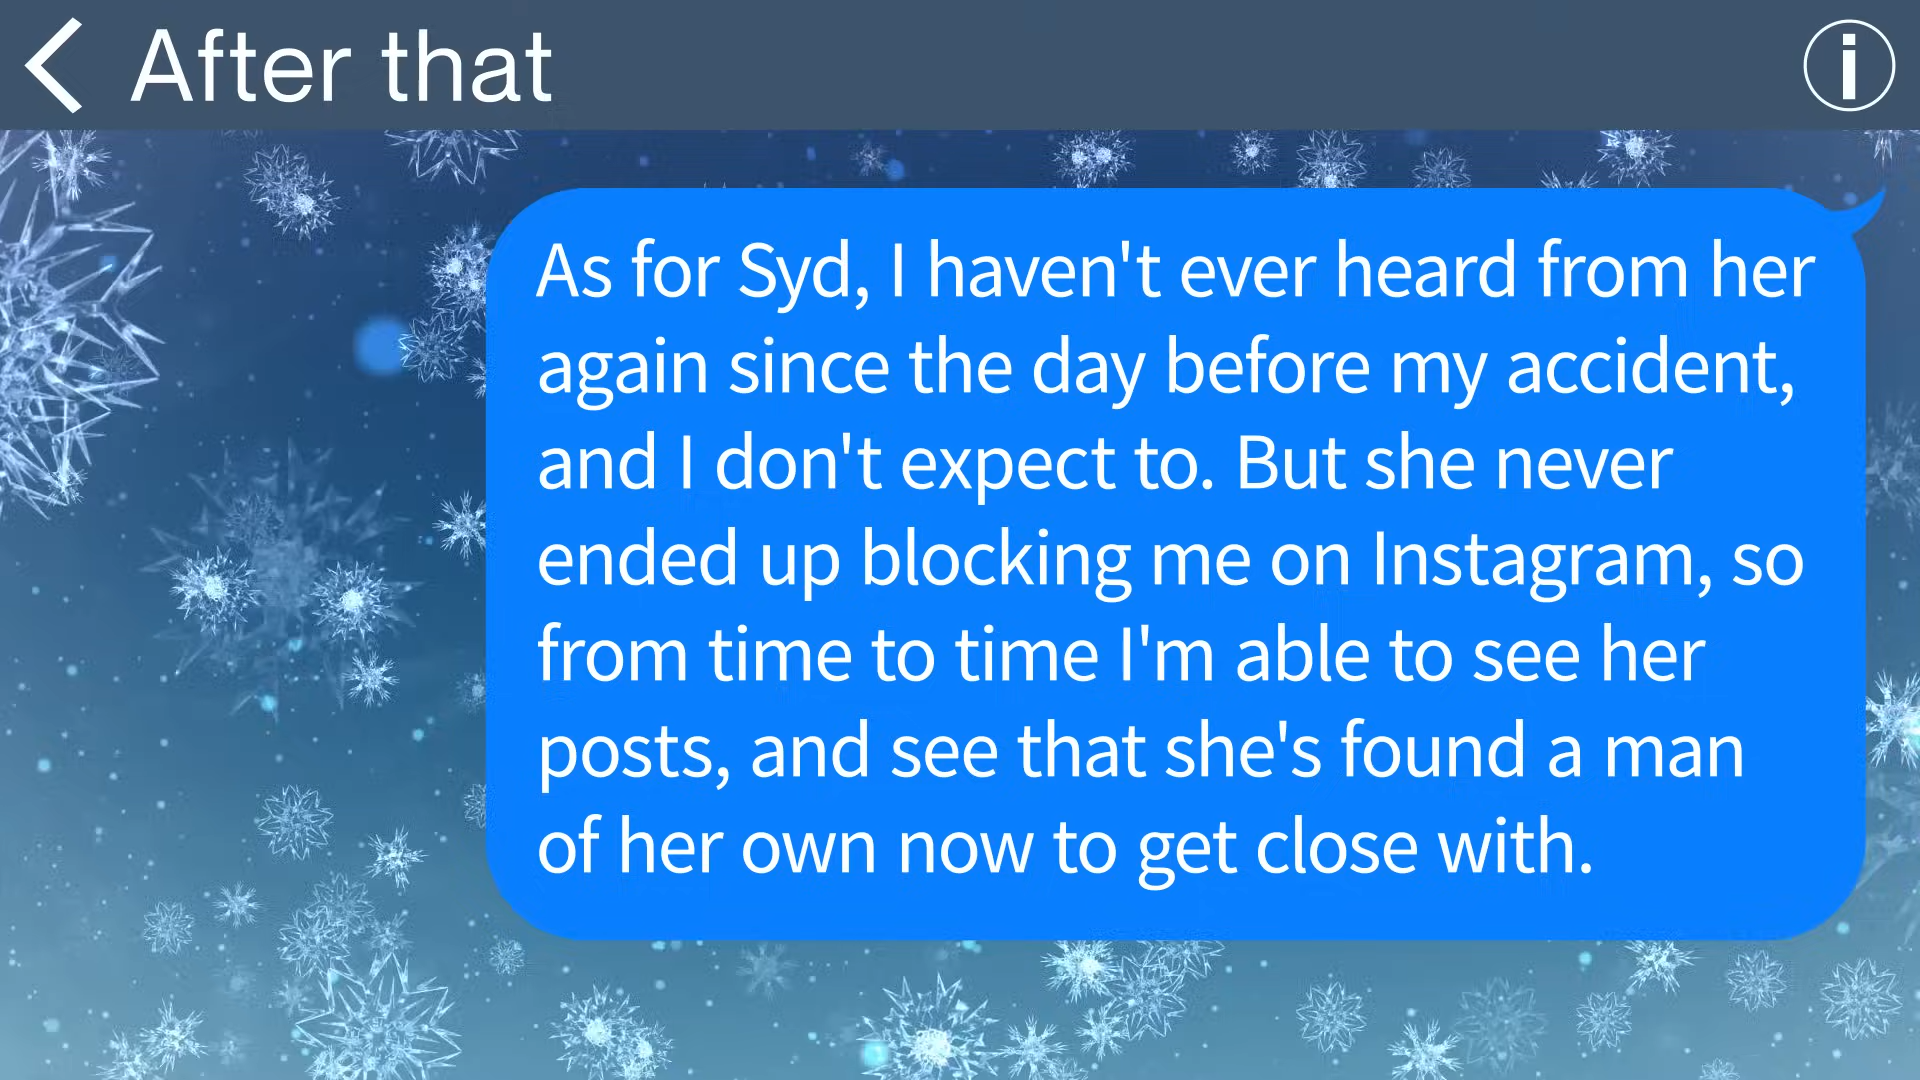 After that
As for Syd, I haven't ever heard from her
again since the day before my accident,
and I don't expect to. But she never
ended up blocking me on Instagram, so
from time to time I'm able to see her
posts, and see that she's found a man
of her own now to get close with.